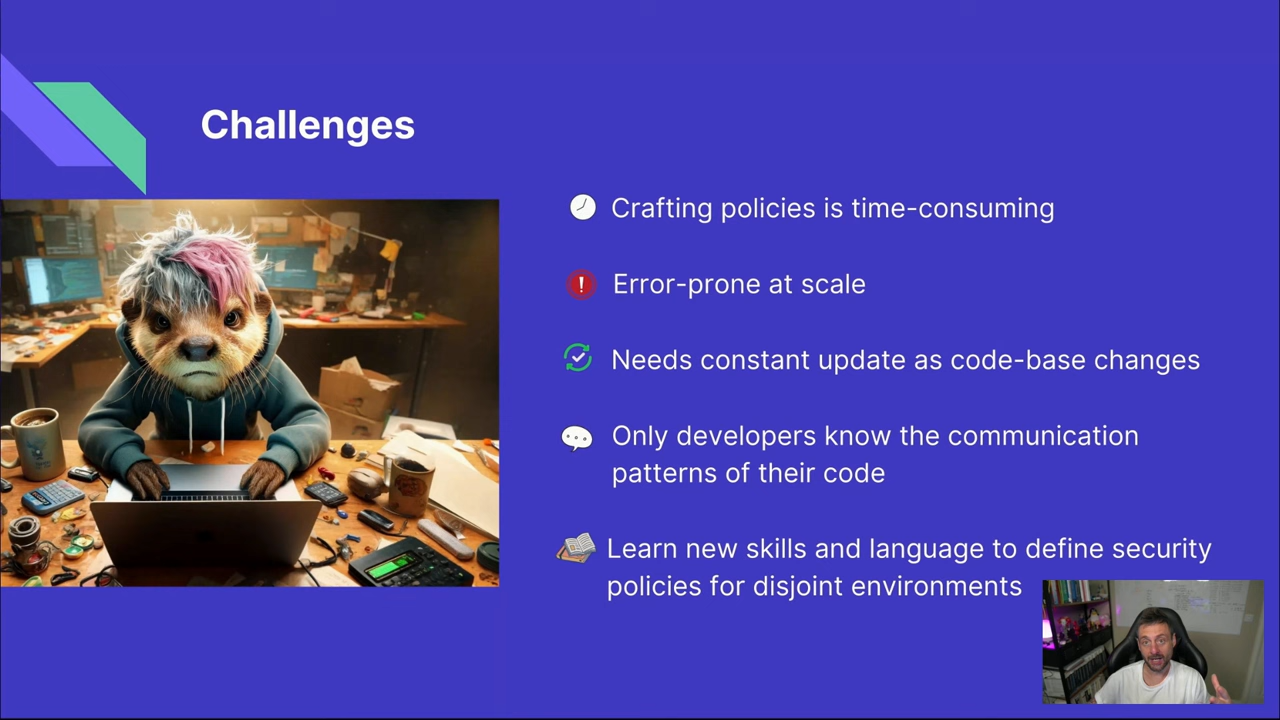 Challenges
Crafting policies is time-consuming
Error-prone at scale
Needs constant update as code-base changes
Only developers know the communication
patterns of their code
Learn new skills and language to define security
policies for disjoint environments